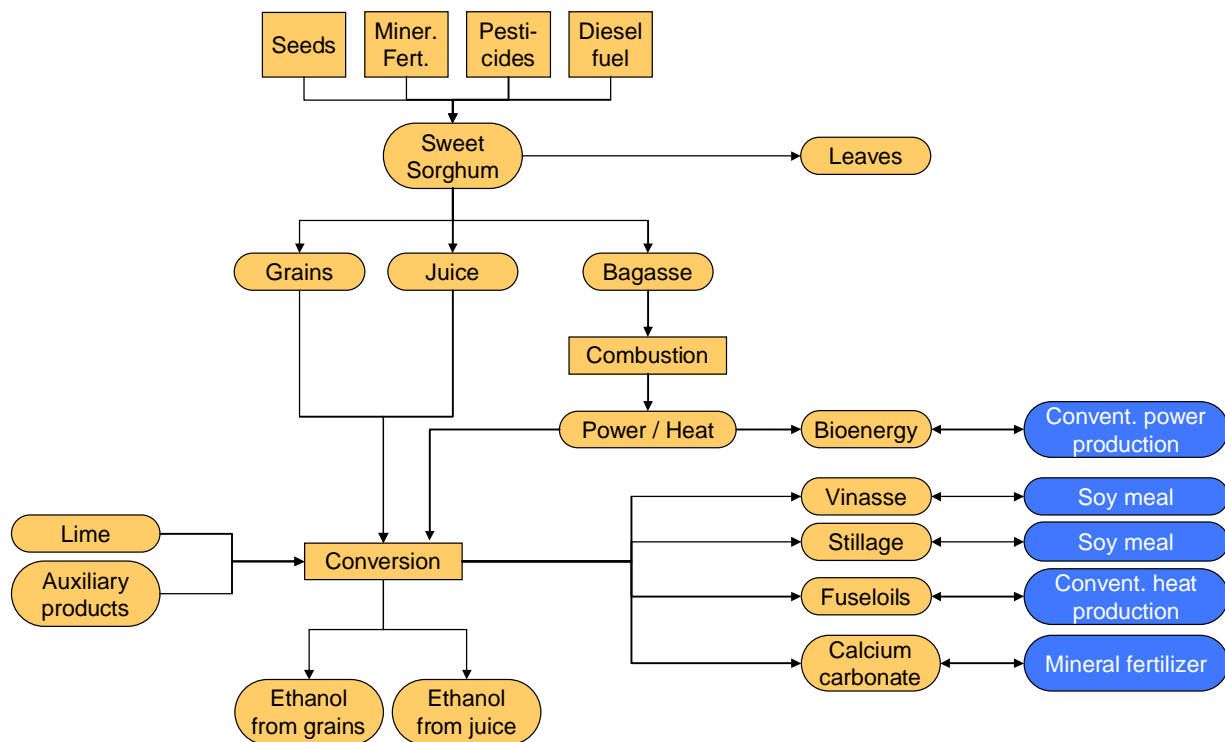 Seeds
Miner.
Fert.
Pesti-
cides
Diesel
fuel
Sweet
Sorghum
Leaves
Grains
Juice
Bagasse
Combustion
Power / Heat
Bioenergy
Convent. power
production
Vinasse
Soy meal
Lime
Stillage
Soy meal
Conversion
Auxiliary
products
Fuseloils
Convent. heat
production
Calcium
carbonate
Mineral fertilizer
Ethanol
from grains
Ethanol
from juice